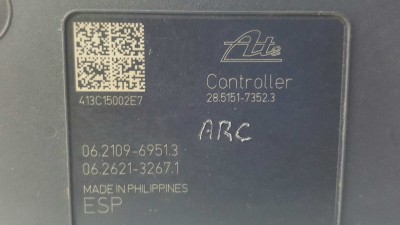 Ate
413C15002E7
Controller
28.5151-7352.3
ARC
06.2109-6951.3
06.2621-3267.1
MADE IN PHILIPPINES
ESP